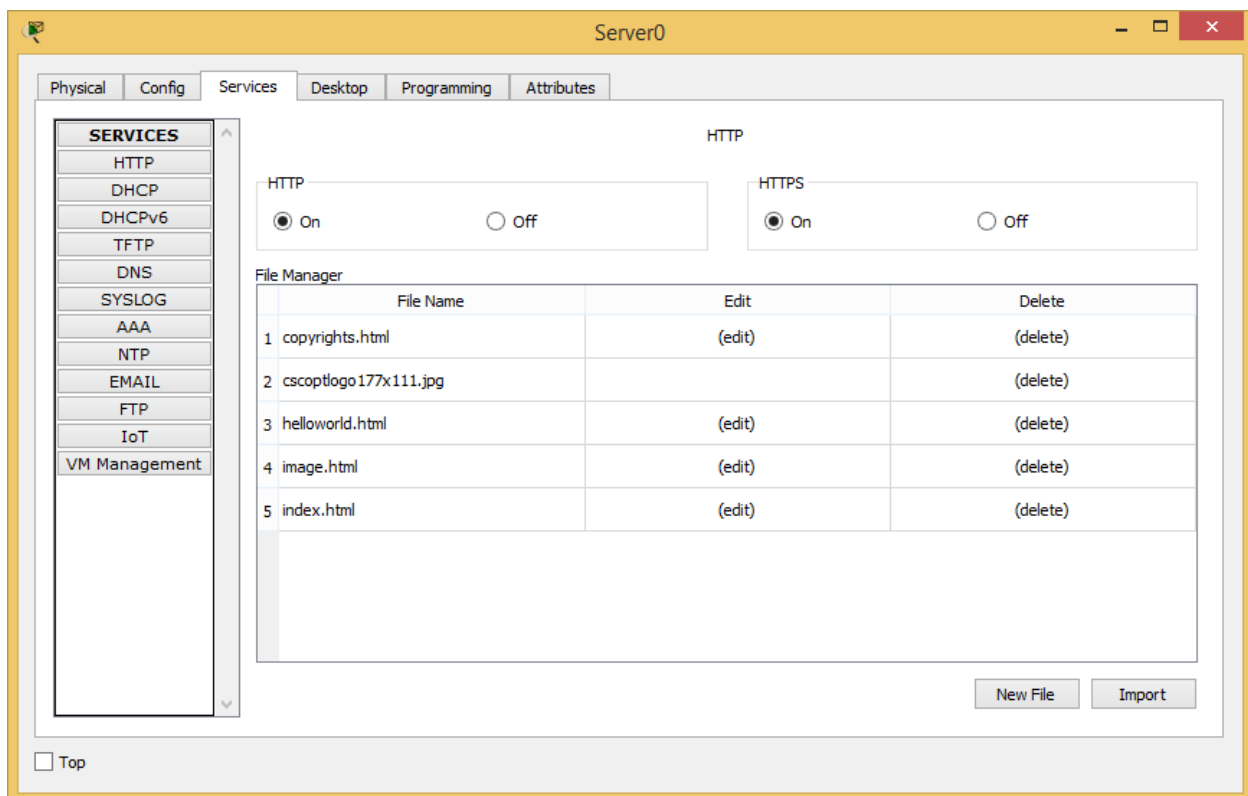 Server0
Physical Config Services Desktop Programming Attributes
SERVICES
HTTP
DHCP
DHCPv6
TFTP
DNS
SYSLOG
AAA
NTP
EMAIL
FTP
IoT
VM Management
HTTP
HTTP
On Off
HTTPS
On Off
File Manager
File Name Edit Delete
1 copyrights.html (edit) (delete)
2 cscoptlogo177x111.jpg (delete)
3 helloworld.html (edit) (delete)
4 image.html (edit) (delete)
5 index.html (edit) (delete)
New File Import
Top